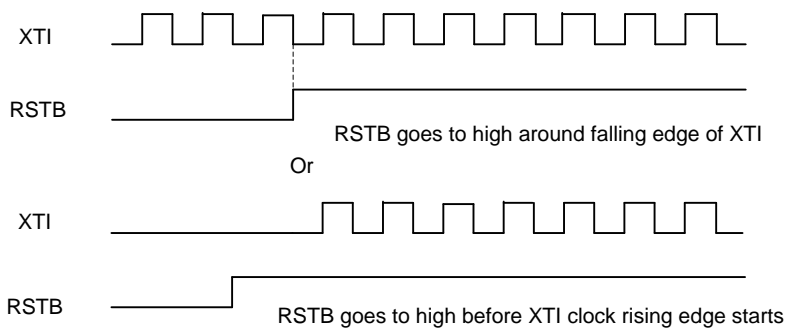 XTI
RSTB
RSTB goes to high around falling edge of XTI
Or
XTI
RSTB
RSTB goes to high before XTI clock rising edge starts